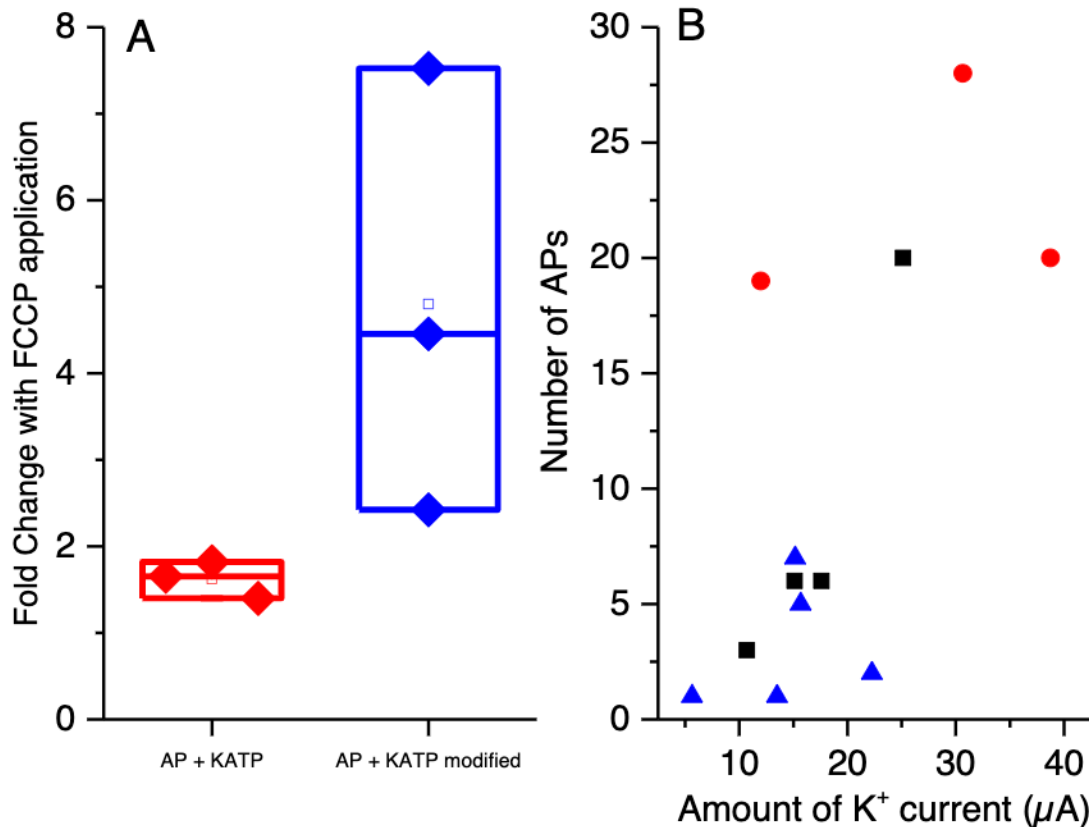 A
Fold Change with FCCP application
8
6
4
2
0
AP + KATP
AP + KATP modified
B
Number of APs
30
25
20
15
10
5
0
10
20
30
40
Amount of K⁺ current (µA)